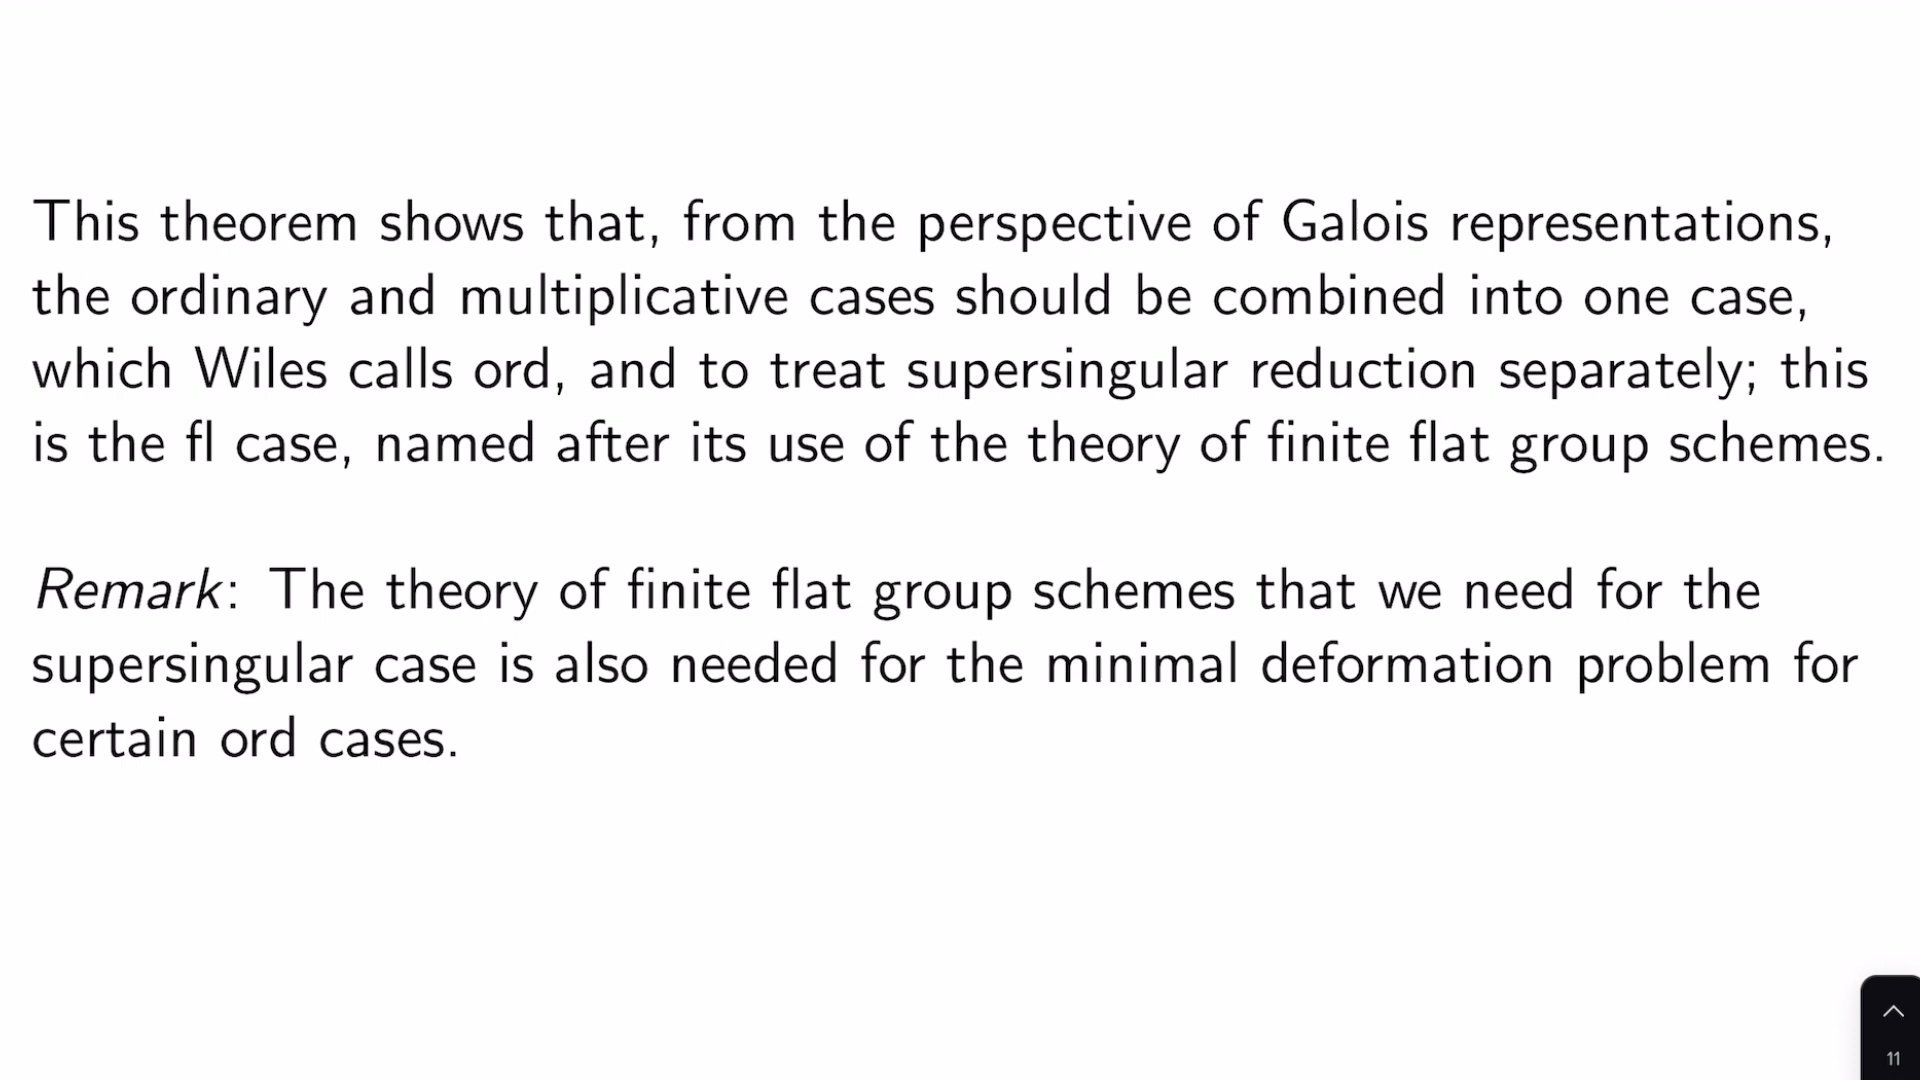 This theorem shows that, from the perspective of Galois representations,
the ordinary and multiplicative cases should be combined into one case,
which Wiles calls ord, and to treat supersingular reduction separately; this
is the fl case, named after its use of the theory of finite flat group schemes.
Remark: The theory of finite flat group schemes that we need for the
supersingular case is also needed for the minimal deformation problem for
certain ord cases.
11